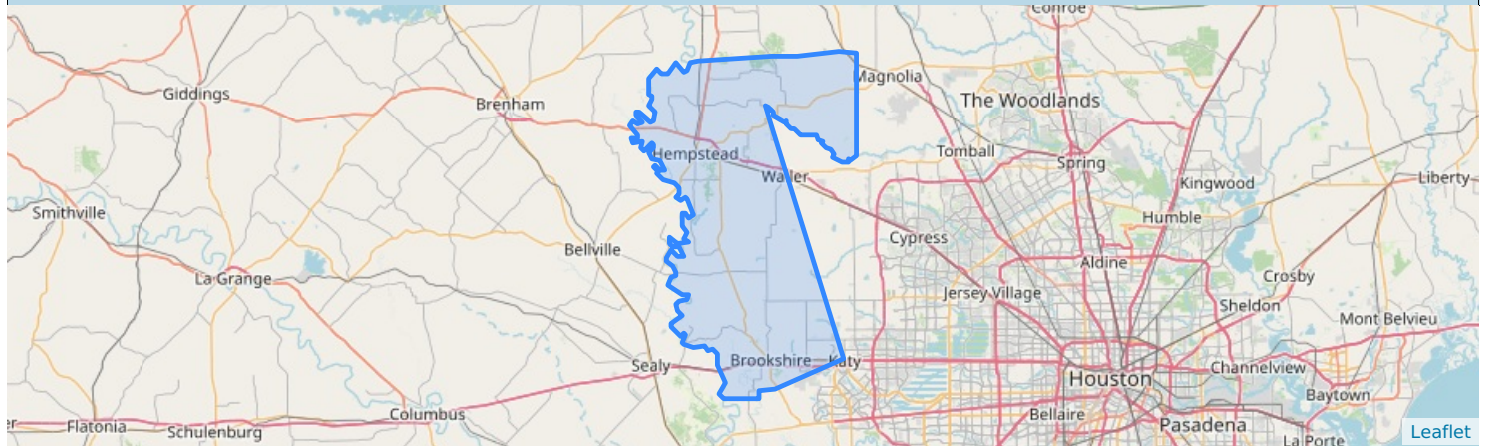 Conroe
Magnolia
Giddings
Brenham
The Woodlands
Hempstead
Tomball
Spring
Waller
Kingwood
Liberty
Smithville
Humble
Bellville
Cypress
La Grange
Aldine
Crosby
Jersey Village
Sheldon
Mont Belvieu
Sealy
Brookshire
Katy
Channelview
Houston
Baytown
Columbus
Bellaire
Flatonia
Schulenburg
Pasadena
La Porte
Leaflet